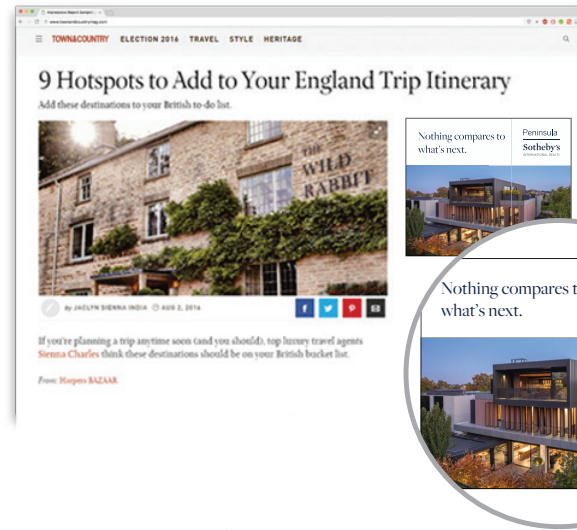 www.townandcountrymag.com
TOWN&COUNTRY ELECTION 2016 TRAVEL STYLE HERITAGE
9 Hotspots to Add to Your England Trip Itinerary
Add these destinations to your British to-do list.
THE
WILD
RABBIT
By JACLYN SIENNA INDIA AUG 2, 2016
If you're planning a trip anytime soon (and you should), top luxury travel agents
Sienna Charles think these destinations should be on your British bucket list.
From: Harpers BAZAAR
Nothing compares to
what's next.
Peninsula
Sotheby's
INTERNATIONAL REALTY
Nothing compares t
what's next.